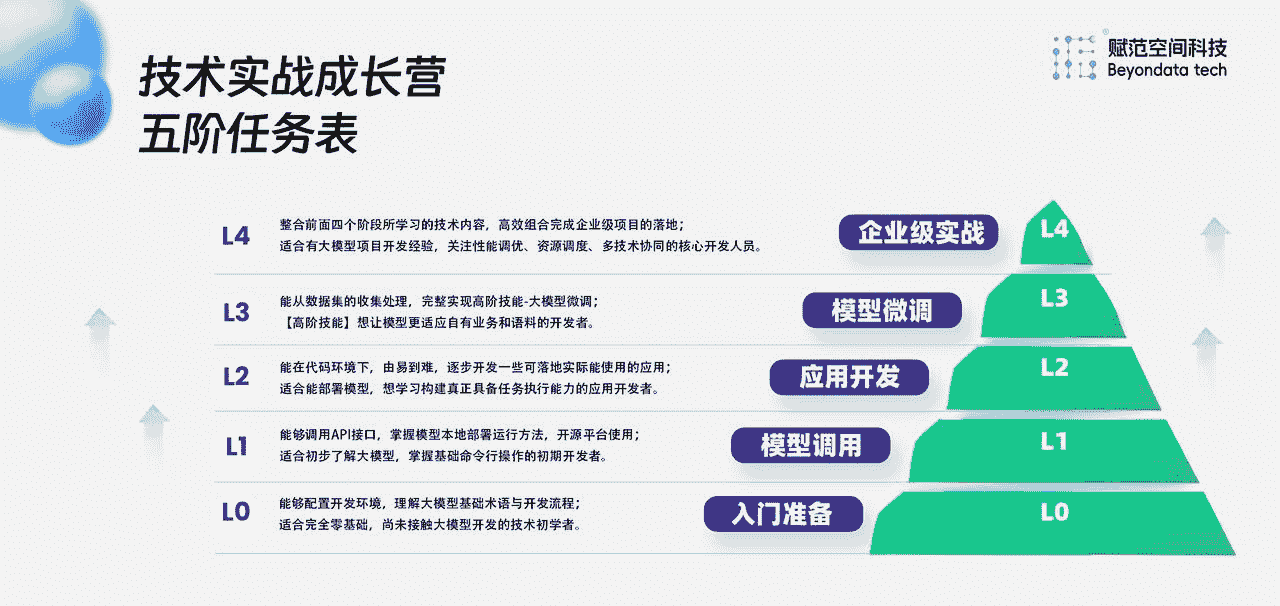 技术实战成长营
五阶任务表
赋范空间科技
Beyondata tech
L4
整合前面四个阶段所学习的技术内容，高效组合完成企业级项目的落地；
适合有大模型项目开发经验，关注性能调优、资源调度、多技术协同的核心开发人员。
企业级实战
L4
L3
能从数据集的收集处理，完整实现高阶技能-大模型微调；
【高阶技能】想让模型更适应自有业务和语料的开发者。
模型微调
L3
L2
能在代码环境下，由易到难，逐步开发一些可落地实际能使用的应用；
适合能部署模型，想学习构建真正具备任务执行能力的应用开发者。
应用开发
L2
L1
能够调用API接口，掌握模型本地部署运行方法，开源平台使用；
适合初步了解大模型，掌握基础命令行操作的初期开发者。
模型调用
L1
L0
能够配置开发环境，理解大模型基础术语与开发流程；
适合完全零基础，尚未接触大模型开发的技术初学者。
入门准备
L0